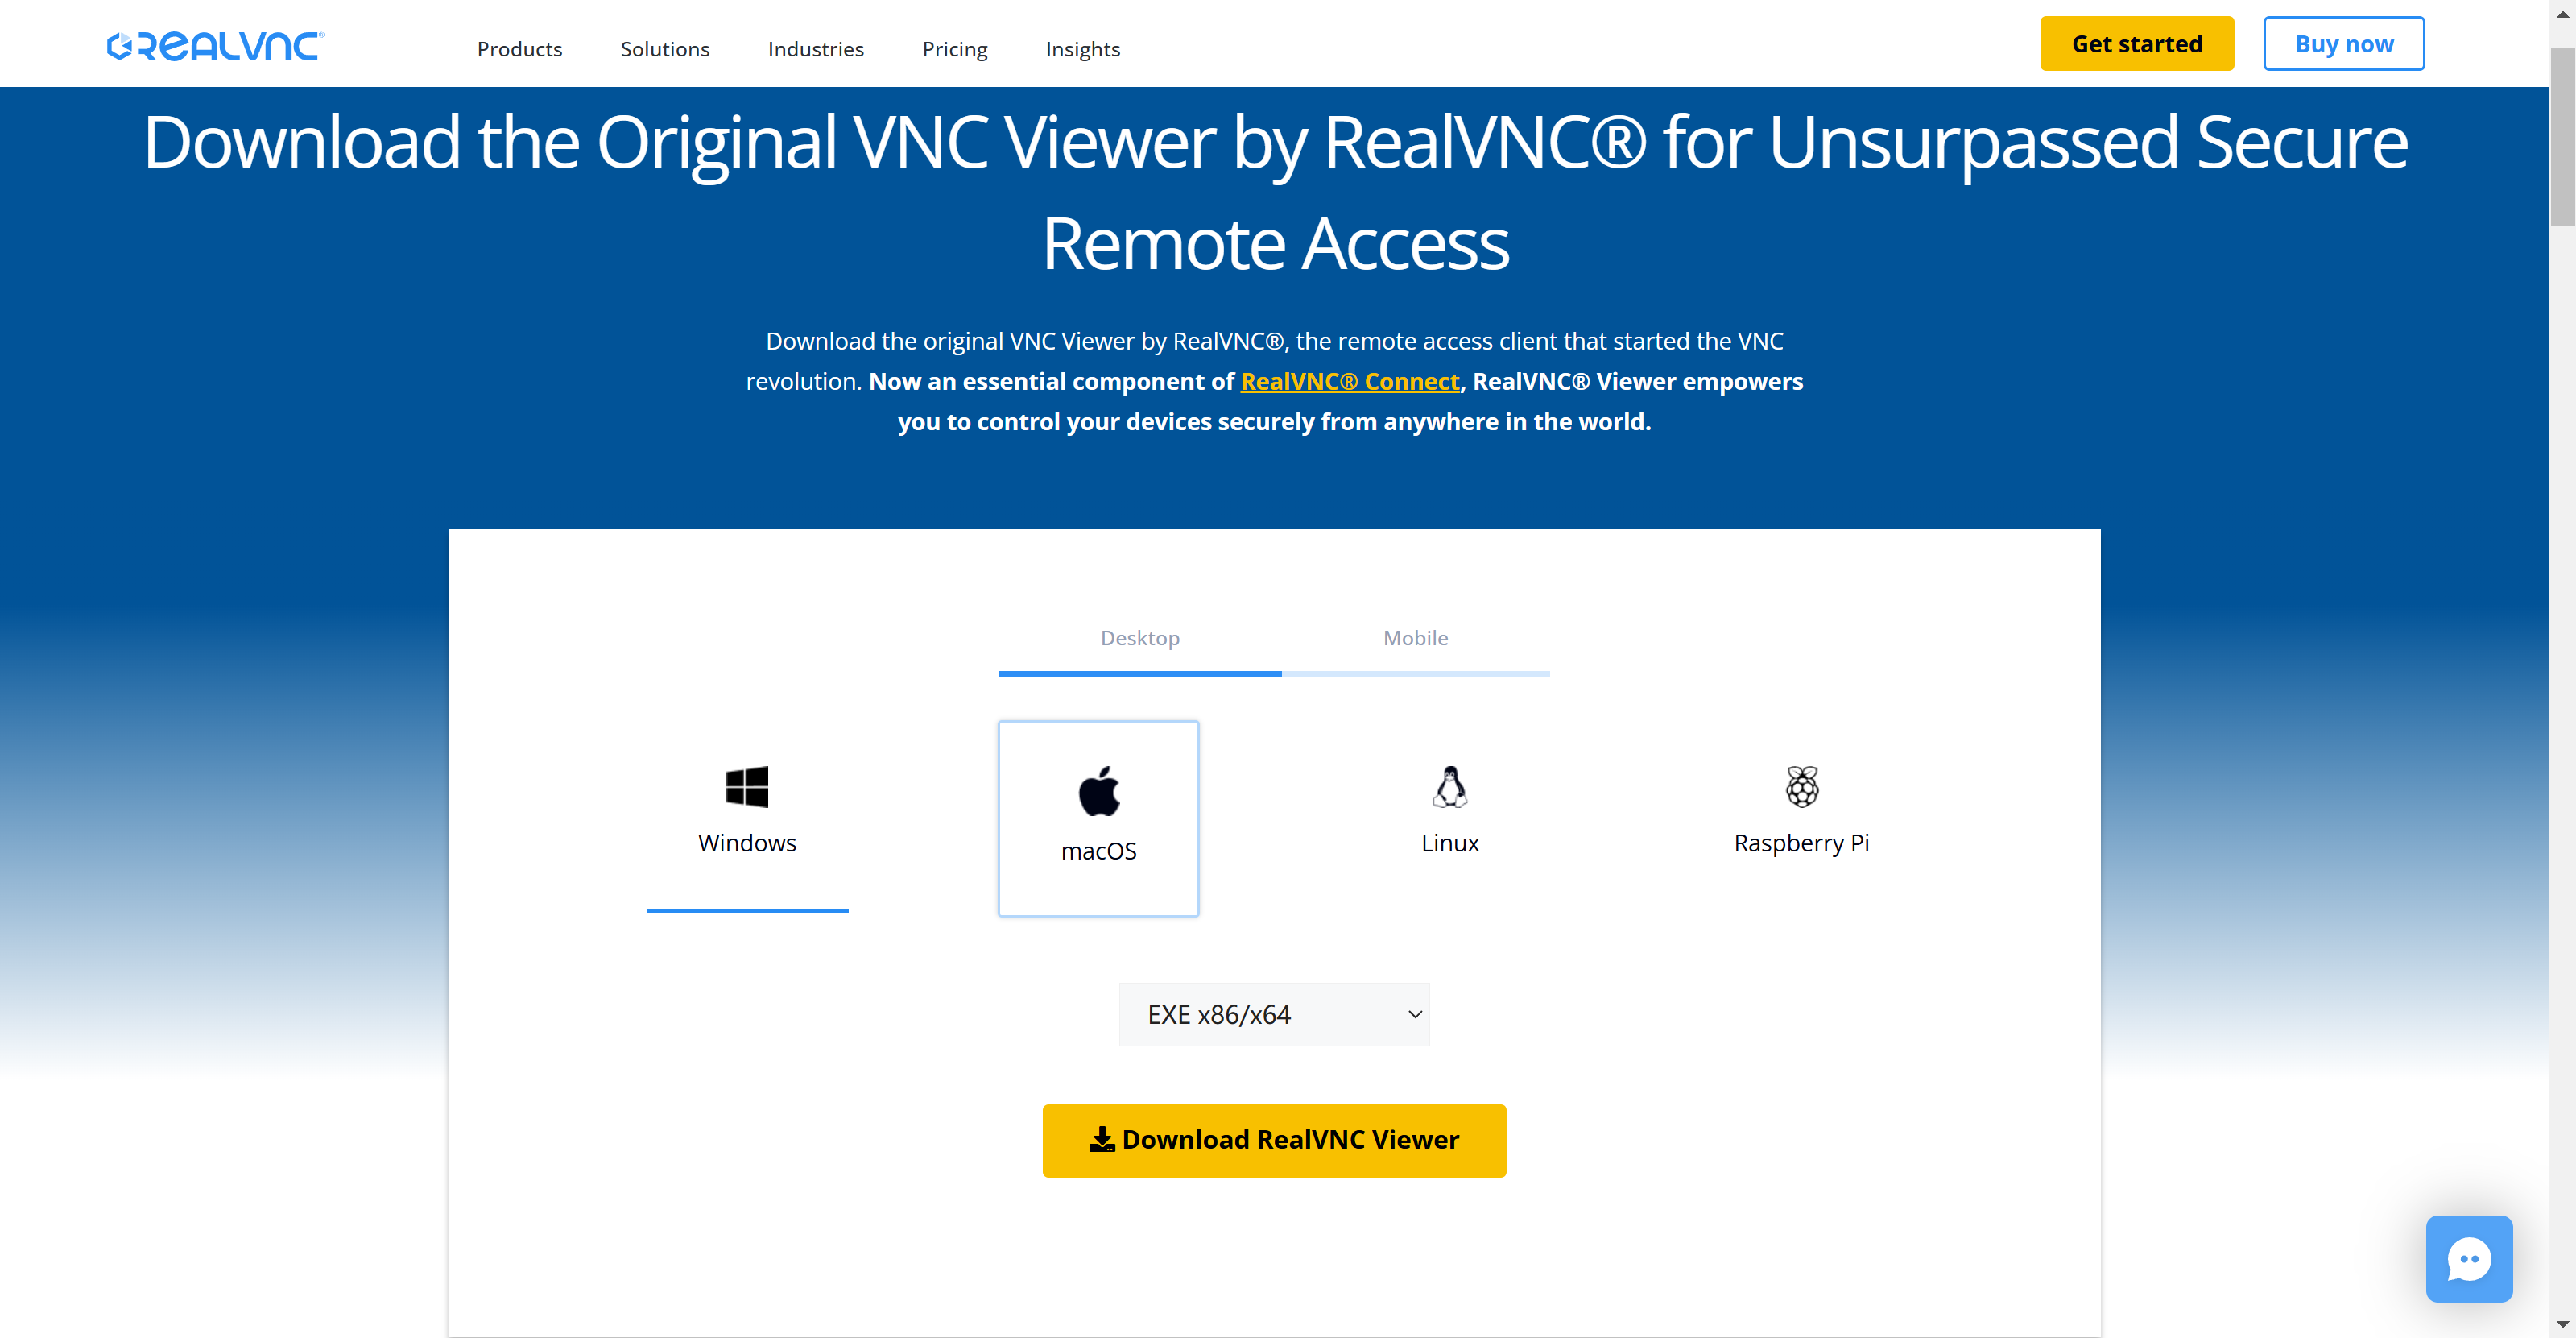 REALVNC®
Products
Solutions
Industries
Pricing
Insights
Get started
Buy now
Download the Original VNC Viewer by RealVNC® for Unsurpassed Secure
Remote Access
Download the original VNC Viewer by RealVNC®, the remote access client that started the VNC
revolution. Now an essential component of RealVNC® Connect, RealVNC® Viewer empowers
you to control your devices securely from anywhere in the world.
Desktop
Mobile
Windows
macOS
Linux
Raspberry Pi
EXE x86/x64
Download RealVNC Viewer